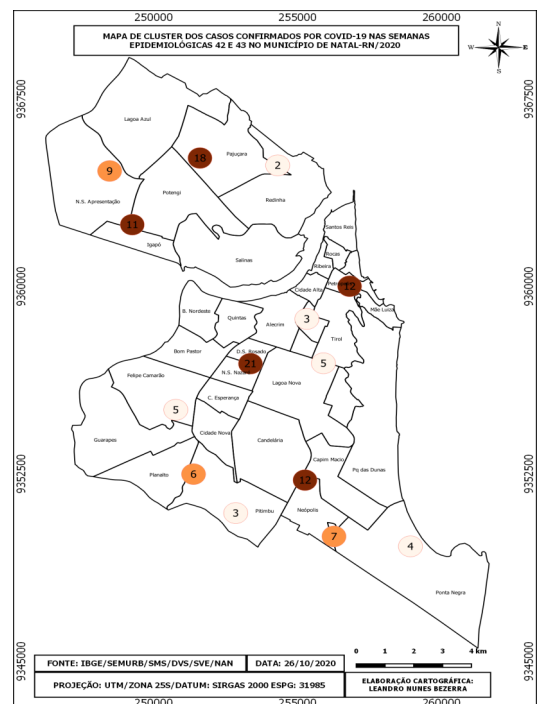 250000 255000 260000
MAPA DE CLUSTER DOS CASOS CONFIRMADOS POR COVID-19 NAS SEMANAS
EPIDEMIOLÓGICAS 42 E 43 NO MUNICÍPIO DE NATAL-RN/2020
N
W E
S
9367500 9367500
Lagoa Azul
18 Pajuçara
2
9
Potengi
N.S. Apresentação
Redinha
11
Igapó
Santos Reis
Rocas
Salinas
Ribeira
9360000 9360000
Cidade Alta
12
Mãe Luiza
B. Nordeste
Quintas
3
Alecrim
Tirol
Bom Pastor
D.S. Rosado
21
5
N.S. Nazaré
Felipe Camarão
Lagoa Nova
C. Esperança
5
Cidade Nova
Guarapes
Candelária
Capim Macio
9352500 9352500
Planalto
6
Pq das Dunas
12
Pitimbu
3
Neópolis
7
4
Ponta Negra
0 1 2 3 4 km
9345000 9345000
FONTE: IBGE/SEMURB/SMS/DVS/SVE/NAN
DATA: 26/10/2020
PROJEÇÃO: UTM/ZONA 25S/DATUM: SIRGAS 2000 ESPG: 31985
ELABORAÇÃO CARTOGRÁFICA:
LEANDRO NUNES BEZERRA
250000 255000 260000